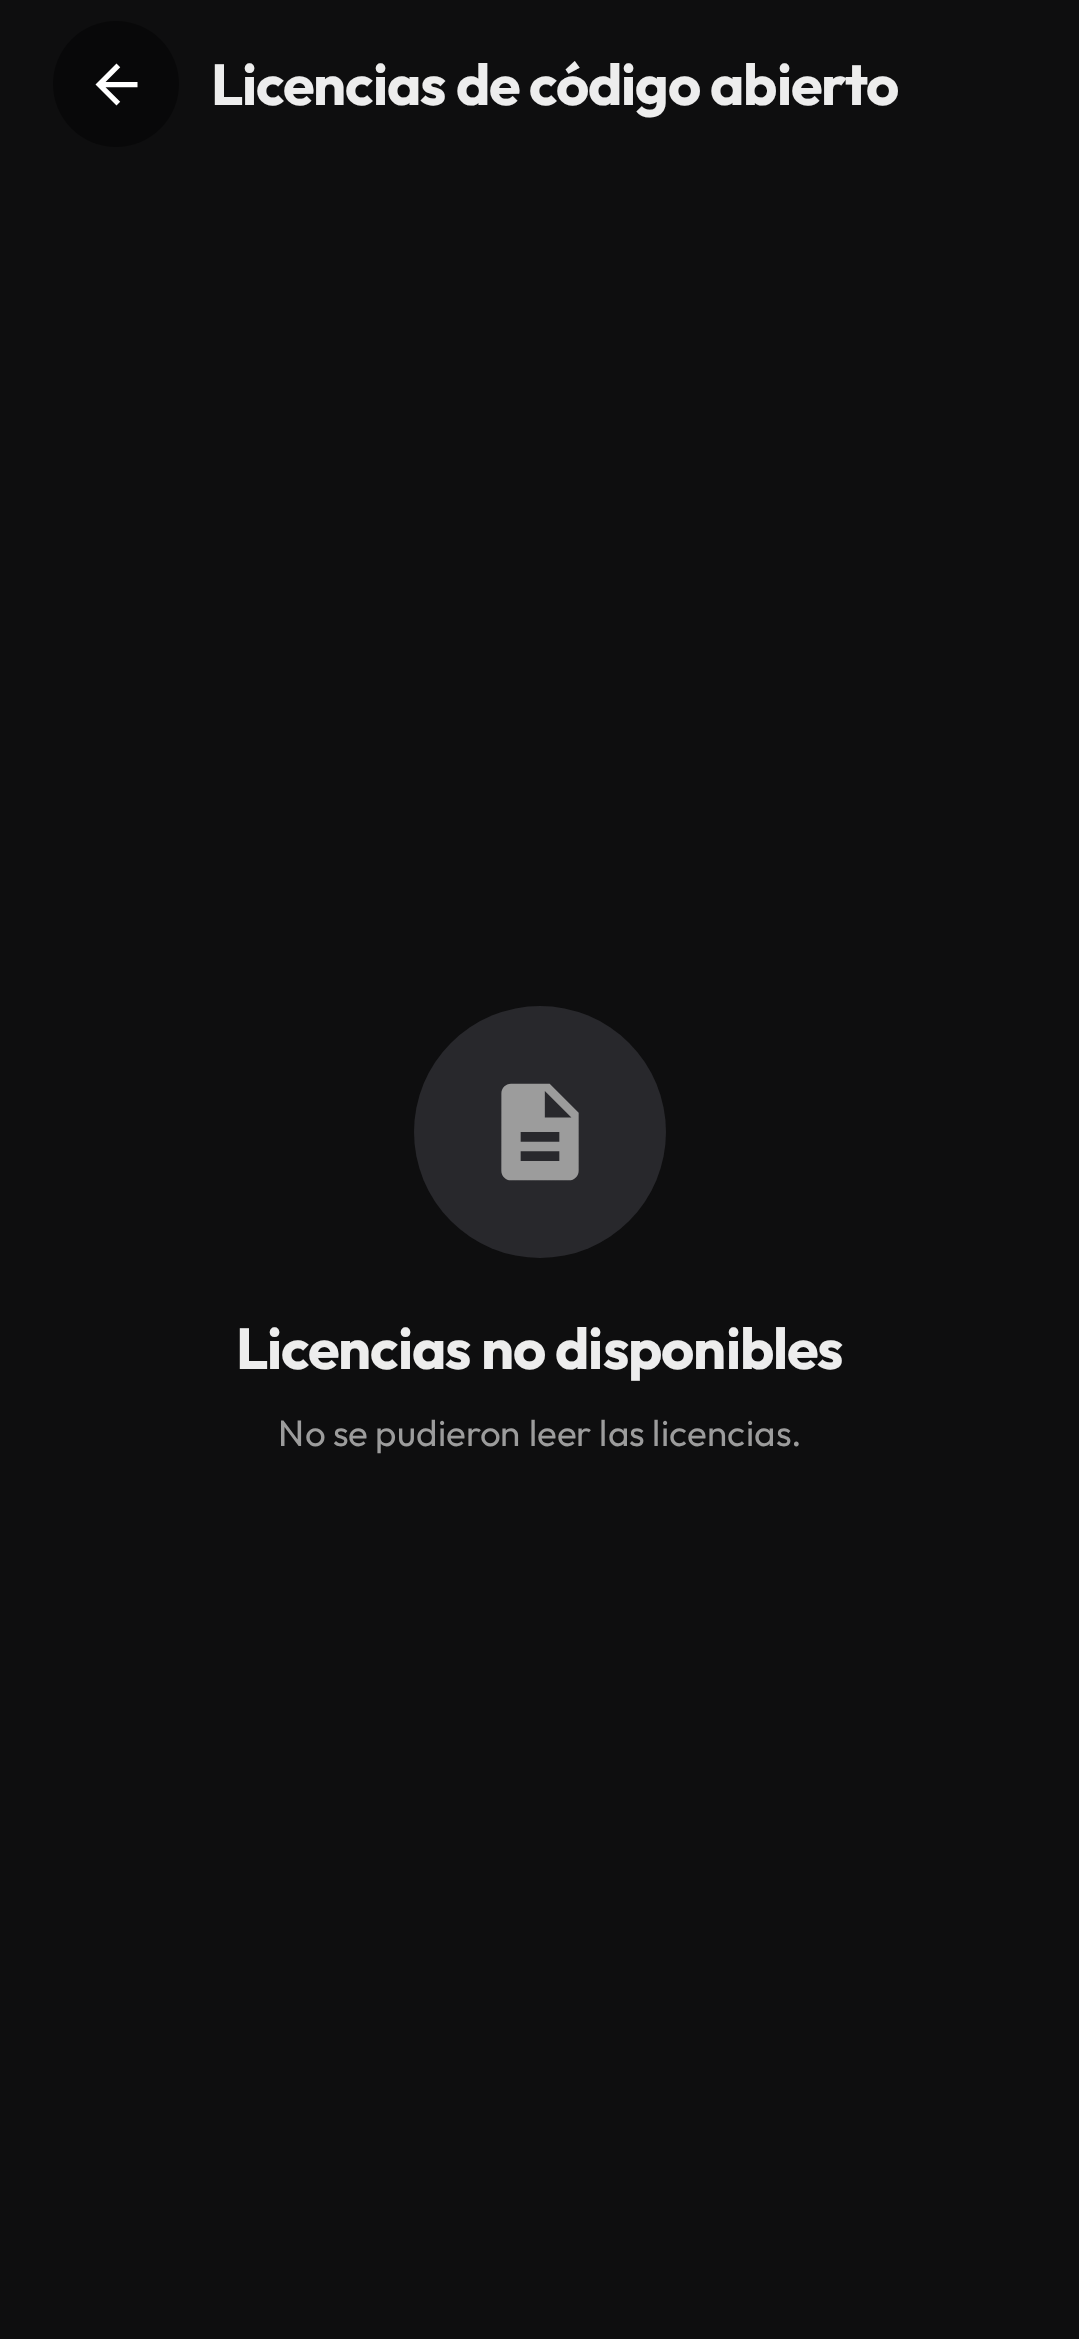 Licencias de código abierto
Licencias no disponibles
No se pudieron leer las licencias.